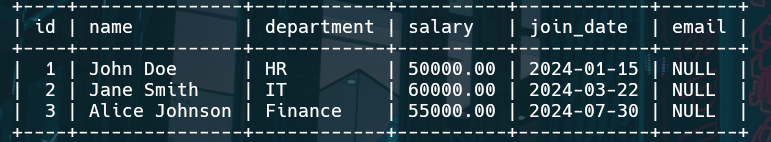 +----+---------------+------------+----------+------------+-------+
| id | name          | department | salary   | join_date  | email |
+----+---------------+------------+----------+------------+-------+
|  1 | John Doe      | HR         | 50000.00 | 2024-01-15 | NULL  |
|  2 | Jane Smith    | IT         | 60000.00 | 2024-03-22 | NULL  |
|  3 | Alice Johnson | Finance    | 55000.00 | 2024-07-30 | NULL  |
+----+---------------+------------+----------+------------+-------+